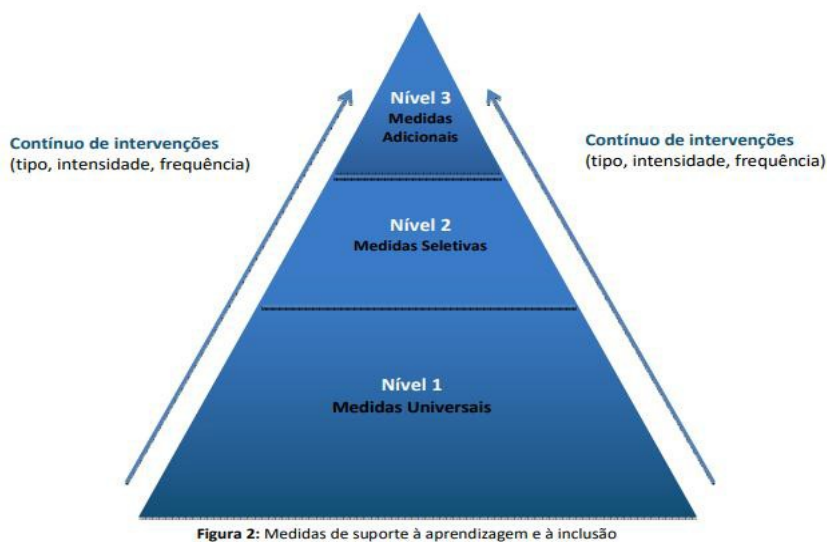 Nível 3
Medidas
Adicionais
Contínuo de intervenções
(tipo, intensidade, frequência)
Contínuo de intervenções
(tipo, intensidade, frequência)
Nível 2
Medidas Seletivas
Nível 1
Medidas Universais
Figura 2: Medidas de suporte à aprendizagem e à inclusão